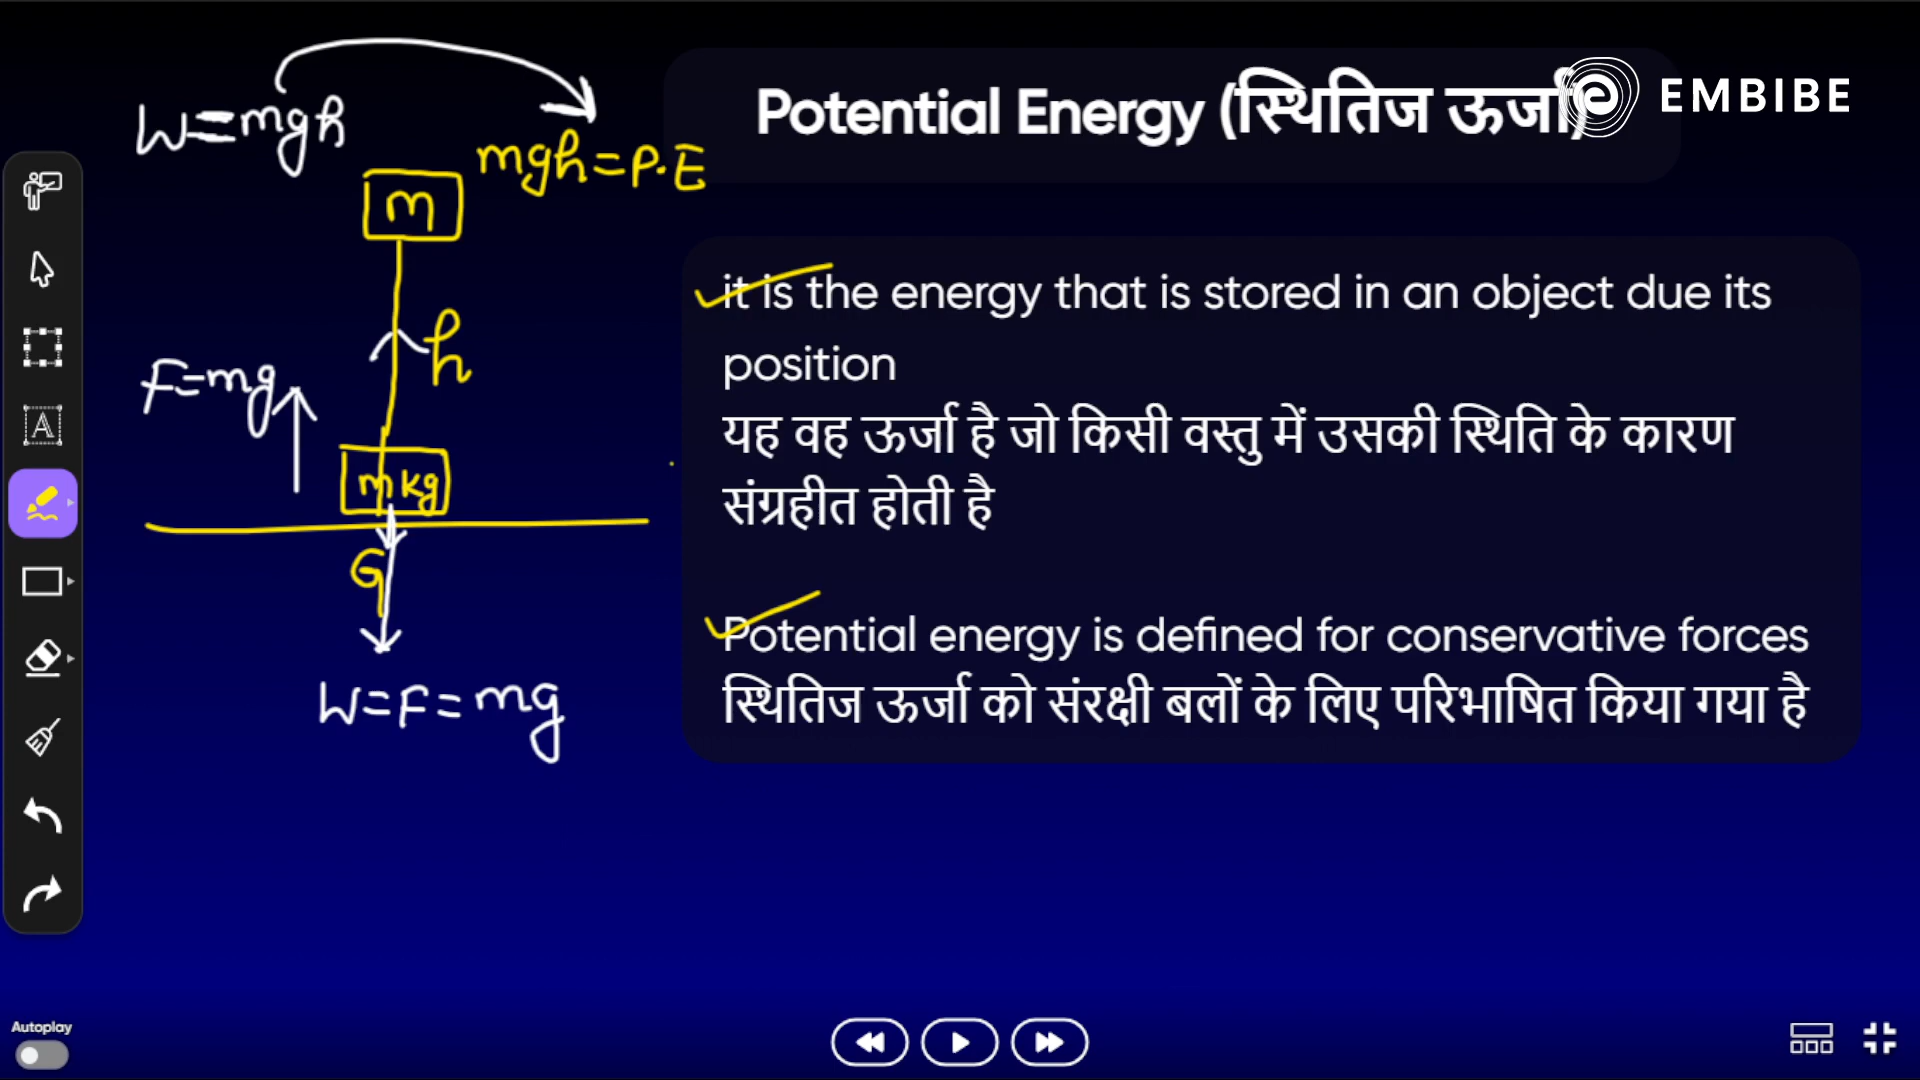 W=mgh
mgh=P.E
m
h
F=mg
m kg
G
W=F=mg
Potential Energy (स्थितिज ऊर्जा)
EMBIBE
it is the energy that is stored in an object due its
position
यह वह ऊर्जा है जो किसी वस्तु में उसकी स्थिति के कारण
संग्रहीत होती है
Potential energy is defined for conservative forces
स्थितिज ऊर्जा को संरक्षी बलों के लिए परिभाषित किया गया है
A
Autoplay